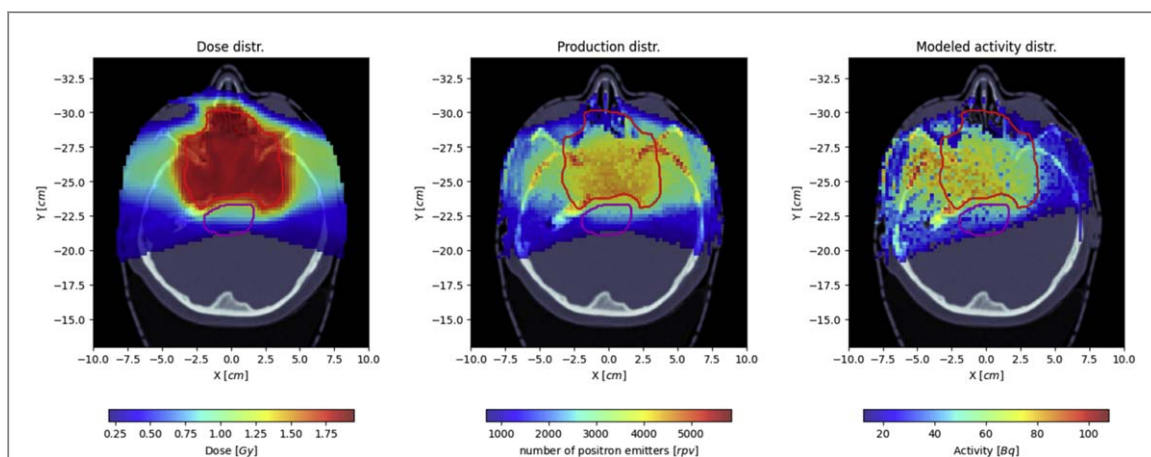 Dose distr.
Production distr.
Modeled activity distr.
−32.5
−30.0
−27.5
−25.0
−22.5
−20.0
−17.5
−15.0
Y [cm]
−10.0 −7.5 −5.0 −2.5 0.0 2.5 5.0 7.5 10.0
X [cm]
−32.5
−30.0
−27.5
−25.0
−22.5
−20.0
−17.5
−15.0
Y [cm]
−10.0 −7.5 −5.0 −2.5 0.0 2.5 5.0 7.5 10.0
X [cm]
−32.5
−30.0
−27.5
−25.0
−22.5
−20.0
−17.5
−15.0
Y [cm]
−10.0 −7.5 −5.0 −2.5 0.0 2.5 5.0 7.5 10.0
X [cm]
0.25 0.50 0.75 1.00 1.25 1.50 1.75
Dose [Gy]
1000 2000 3000 4000 5000
number of positron emitters [rpv]
20 40 60 80 100
Activity [Bq]